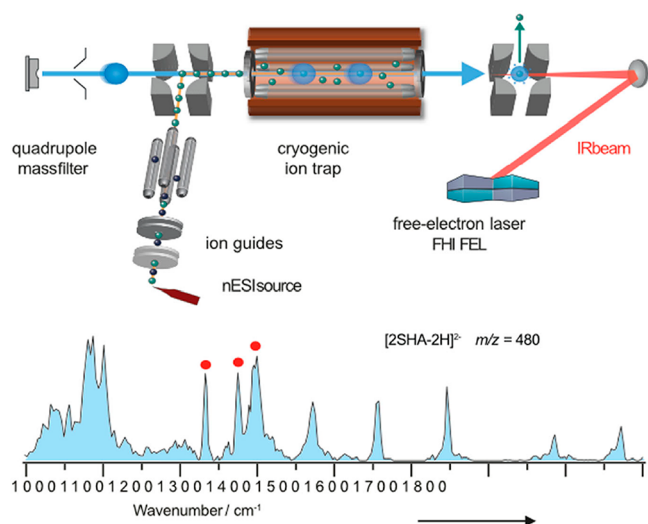 quadrupole
massfilter
cryogenic
ion trap
IRbeam
free-electron laser
FHI FEL
ion guides
nESIsource
[2SHA-2H]²⁻ m/z = 480
1000110012001300140015001600170001800
Wavenumber / cm⁻¹